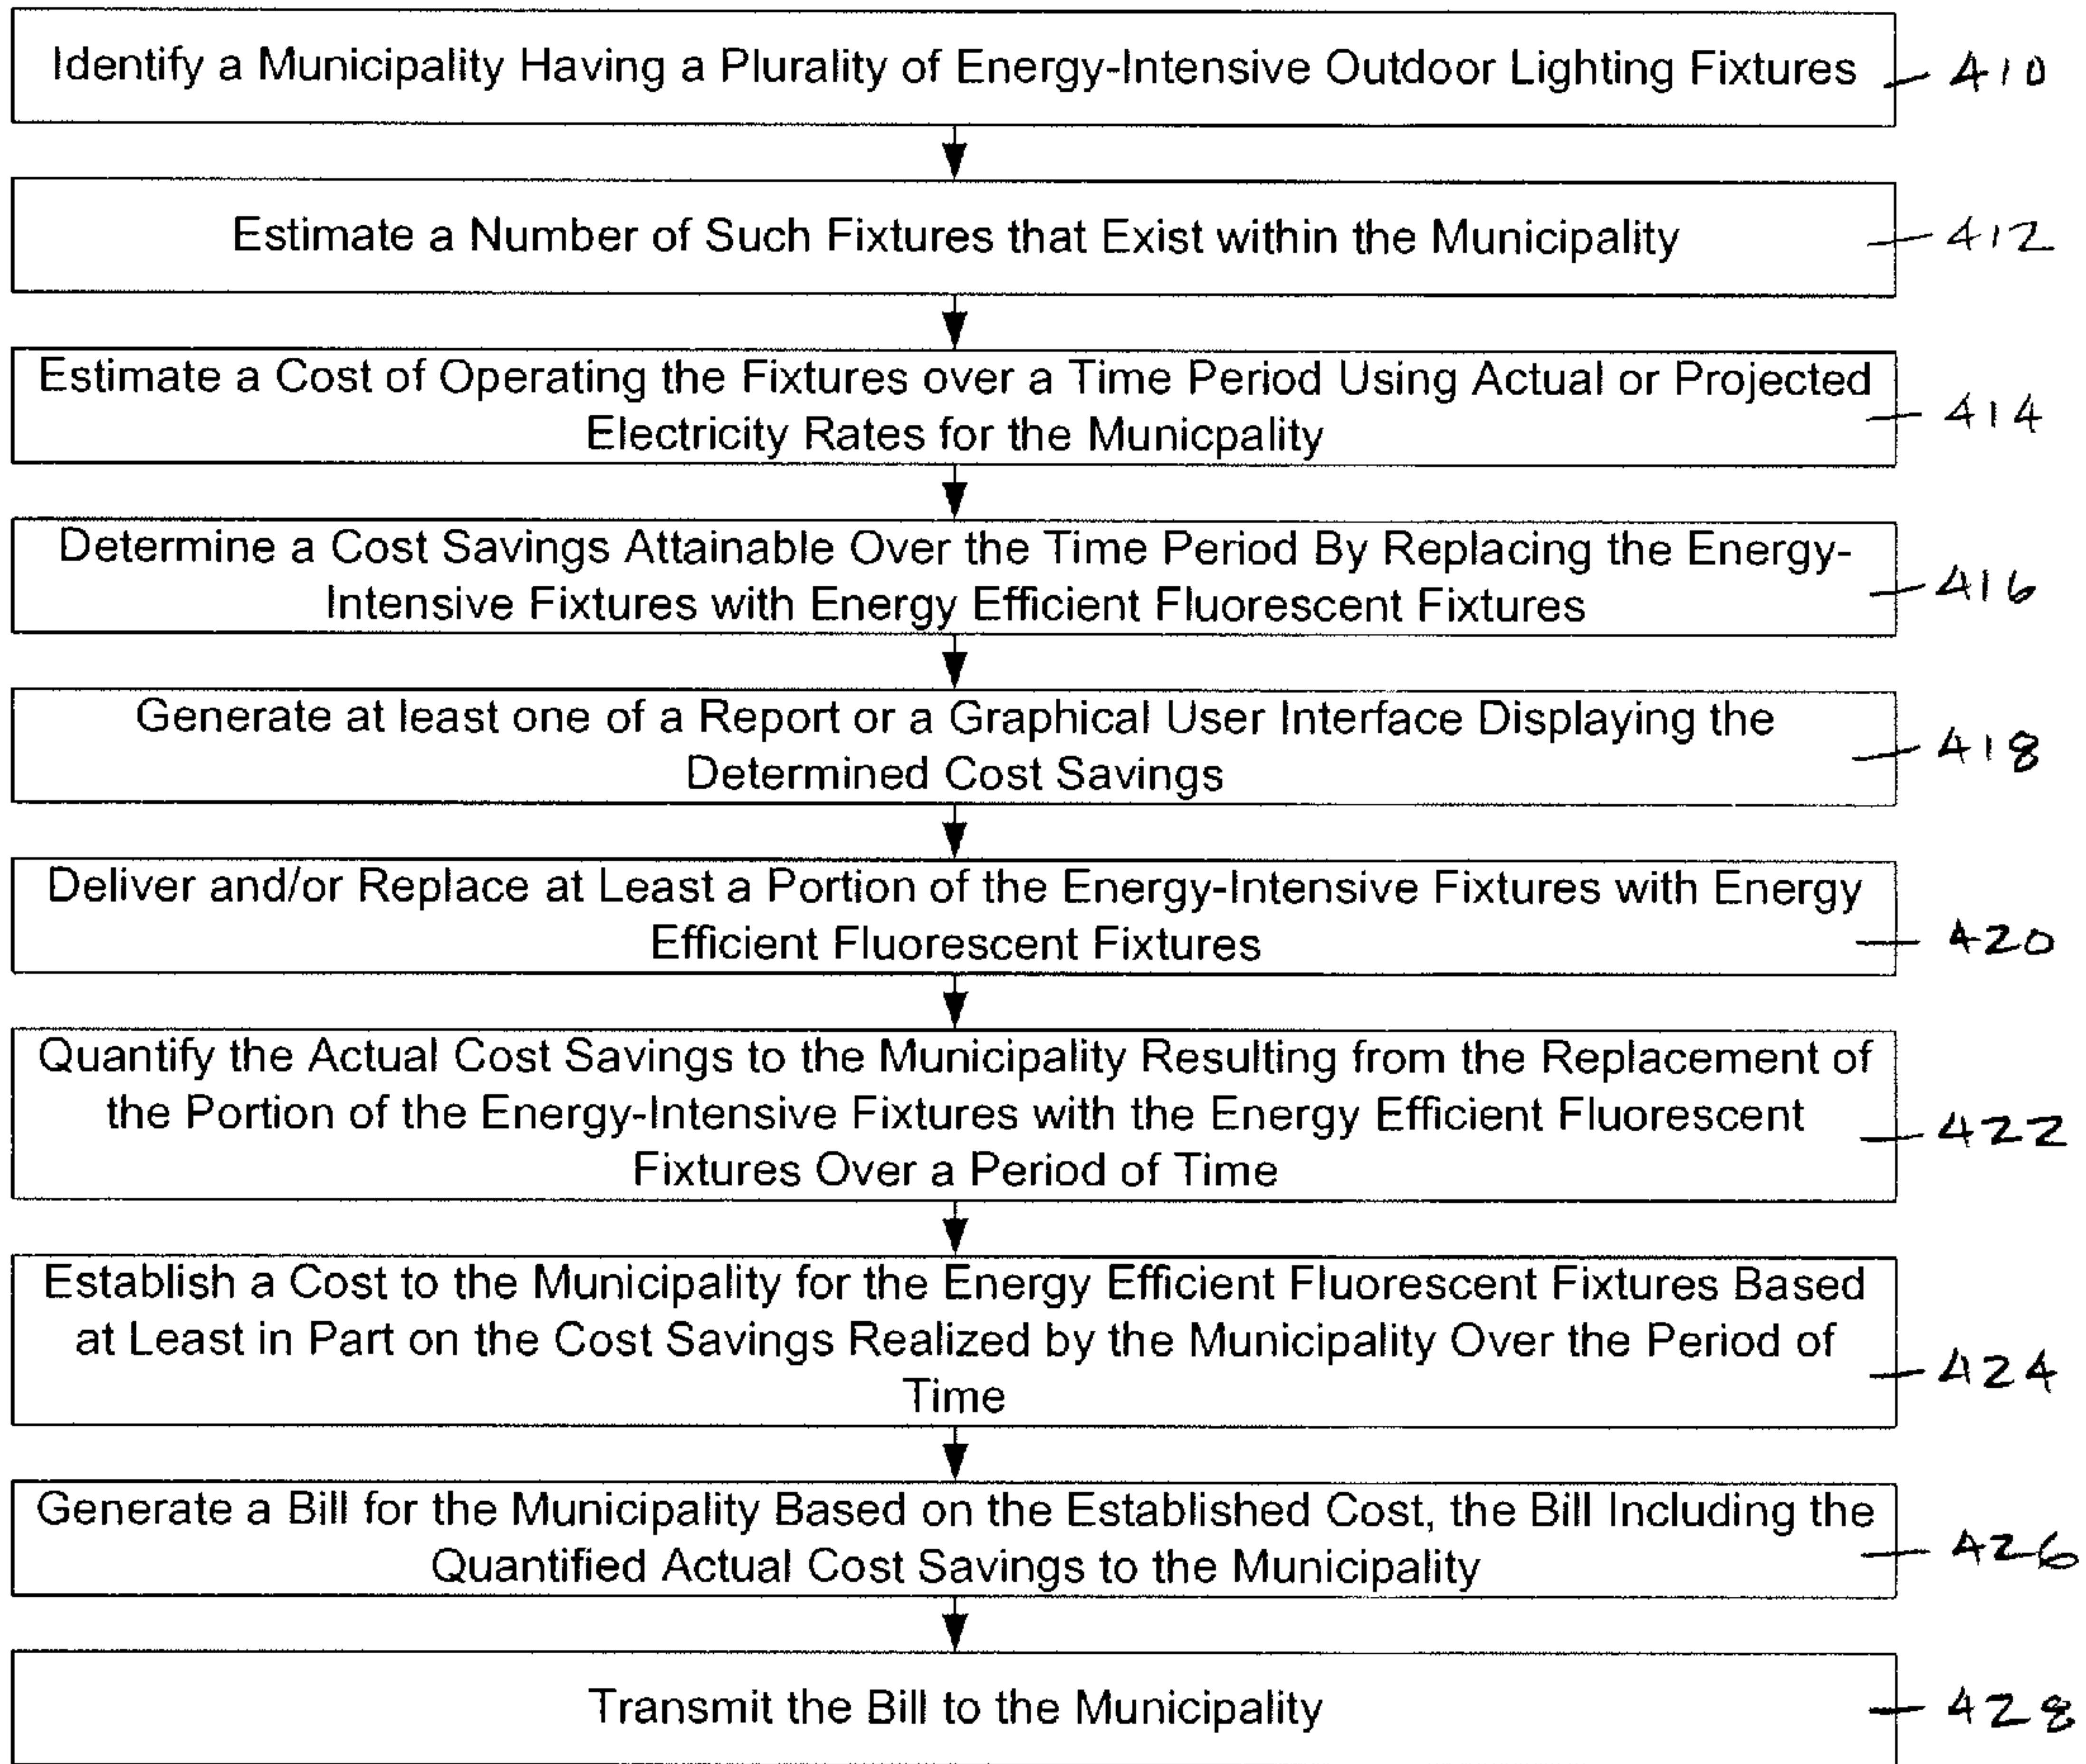 Identify a Municipality Having a Plurality of Energy-Intensive Outdoor Lighting Fixtures
410
Estimate a Number of Such Fixtures that Exist within the Municipality
412
Estimate a Cost of Operating the Fixtures over a Time Period Using Actual or Projected
Electricity Rates for the Municpality
414
Determine a Cost Savings Attainable Over the Time Period By Replacing the Energy-
Intensive Fixtures with Energy Efficient Fluorescent Fixtures
416
Generate at least one of a Report or a Graphical User Interface Displaying the
Determined Cost Savings
418
Deliver and/or Replace at Least a Portion of the Energy-Intensive Fixtures with Energy
Efficient Fluorescent Fixtures
420
Quantify the Actual Cost Savings to the Municipality Resulting from the Replacement of
the Portion of the Energy-Intensive Fixtures with the Energy Efficient Fluorescent
Fixtures Over a Period of Time
422
Establish a Cost to the Municipality for the Energy Efficient Fluorescent Fixtures Based
at Least in Part on the Cost Savings Realized by the Municipality Over the Period of
Time
424
Generate a Bill for the Municipality Based on the Established Cost, the Bill Including the
Quantified Actual Cost Savings to the Municipality
426
Transmit the Bill to the Municipality
428